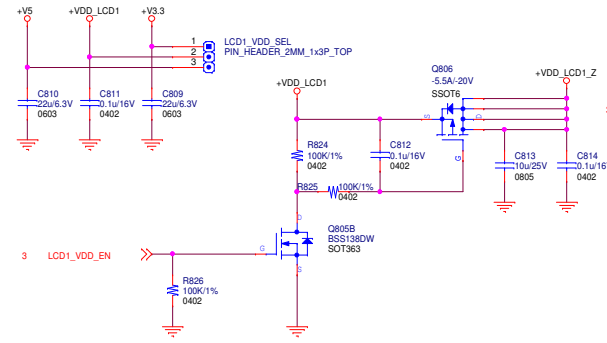 +V5
+VDD_LCD1
+V3.3
1
2
3
LCD1_VDD_SEL
PIN_HEADER_2MM_1x3P_TOP
C810
22u/6.3V
0603
C811
0.1u/16V
0402
C809
22u/6.3V
0603
+VDD_LCD1
Q806
-5.5A/-20V
SSOT6
+VDD_LCD1_Z
S
D
G
R824
100K/1%
0402
C812
0.1u/16V
0402
R825
100K/1%
0402
C813
10u/25V
0805
C814
0.1u/16V
0402
D
G
S
Q805B
BSS138DW
SOT363
3
LCD1_VDD_EN
R826
100K/1%
0402